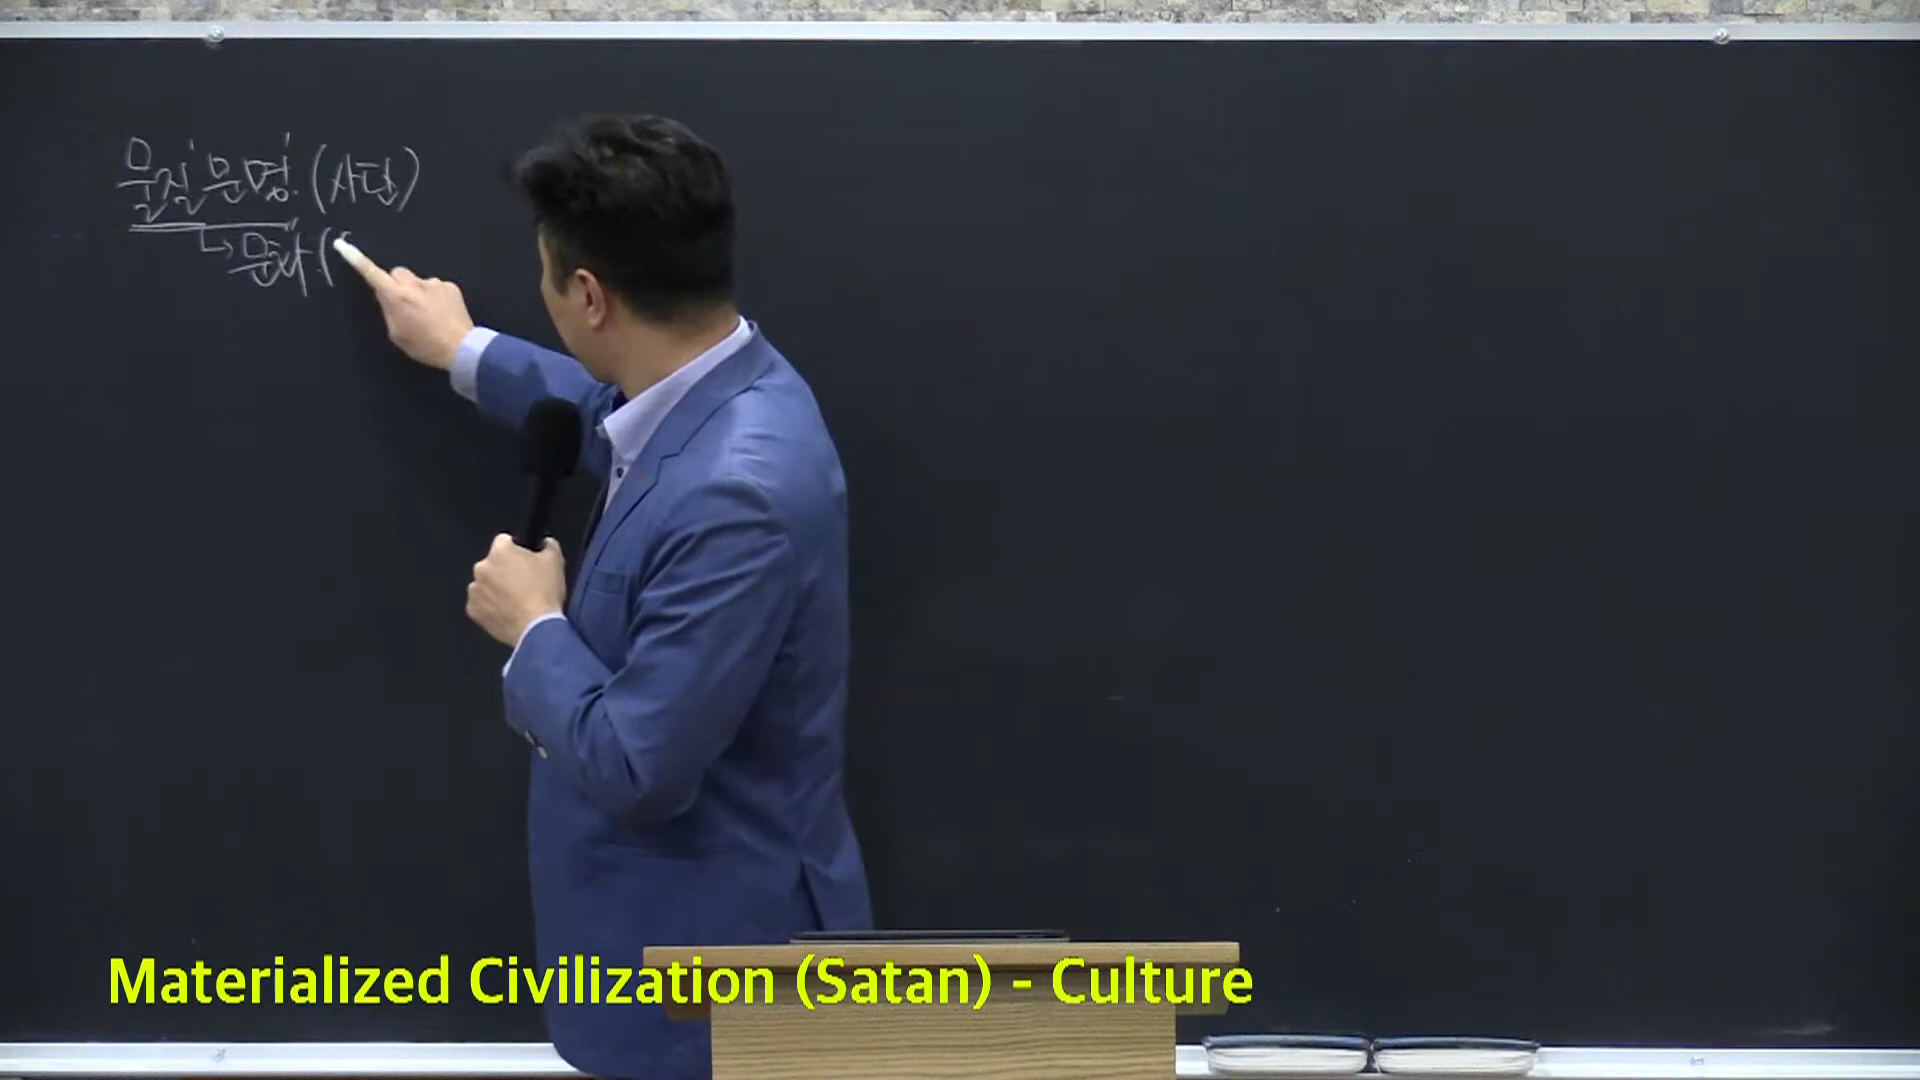 물질문명 (사단)
↳ 문화 (
Materialized Civilization (Satan) - Culture